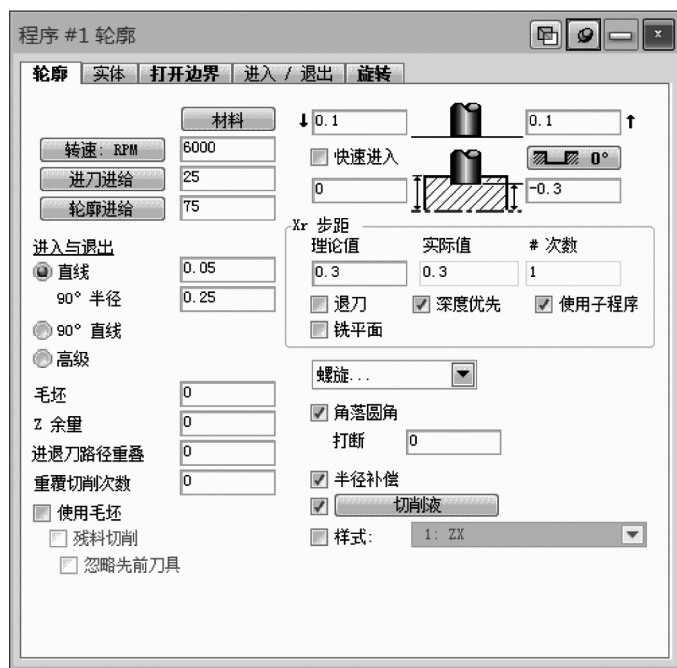 程序 #1 轮廓
轮廓 实体 打开边界 进入 / 退出 旋转
材料
转速: RPM 6000
进刀进给 25
轮廓进给 75
进入与退出
直线 0.05
90° 半径 0.25
90° 直线
高级
毛坯 0
Z 余量 0
进退刀路径重叠 0
重覆切削次数 0
使用毛坯
残料切削
忽略先前刀具
0.1 0.1
快速进入 0°
0 -0.3
Xr 步距
理论值 实际值 # 次数
0.3 0.3 1
退刀 深度优先 使用子程序
铣平面
螺旋...
角落圆角
打断 0
半径补偿
切削液
样式: 1: ZX